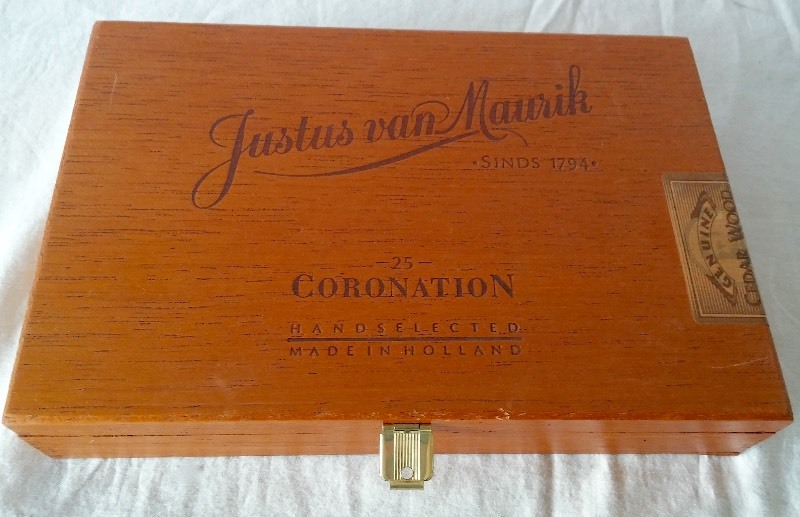 Justus van Maurik
•SINDS 1794•
—25—
CORONATION
HANDSELECTED
MADE IN HOLLAND
GENUINE
CEDAR WOOD